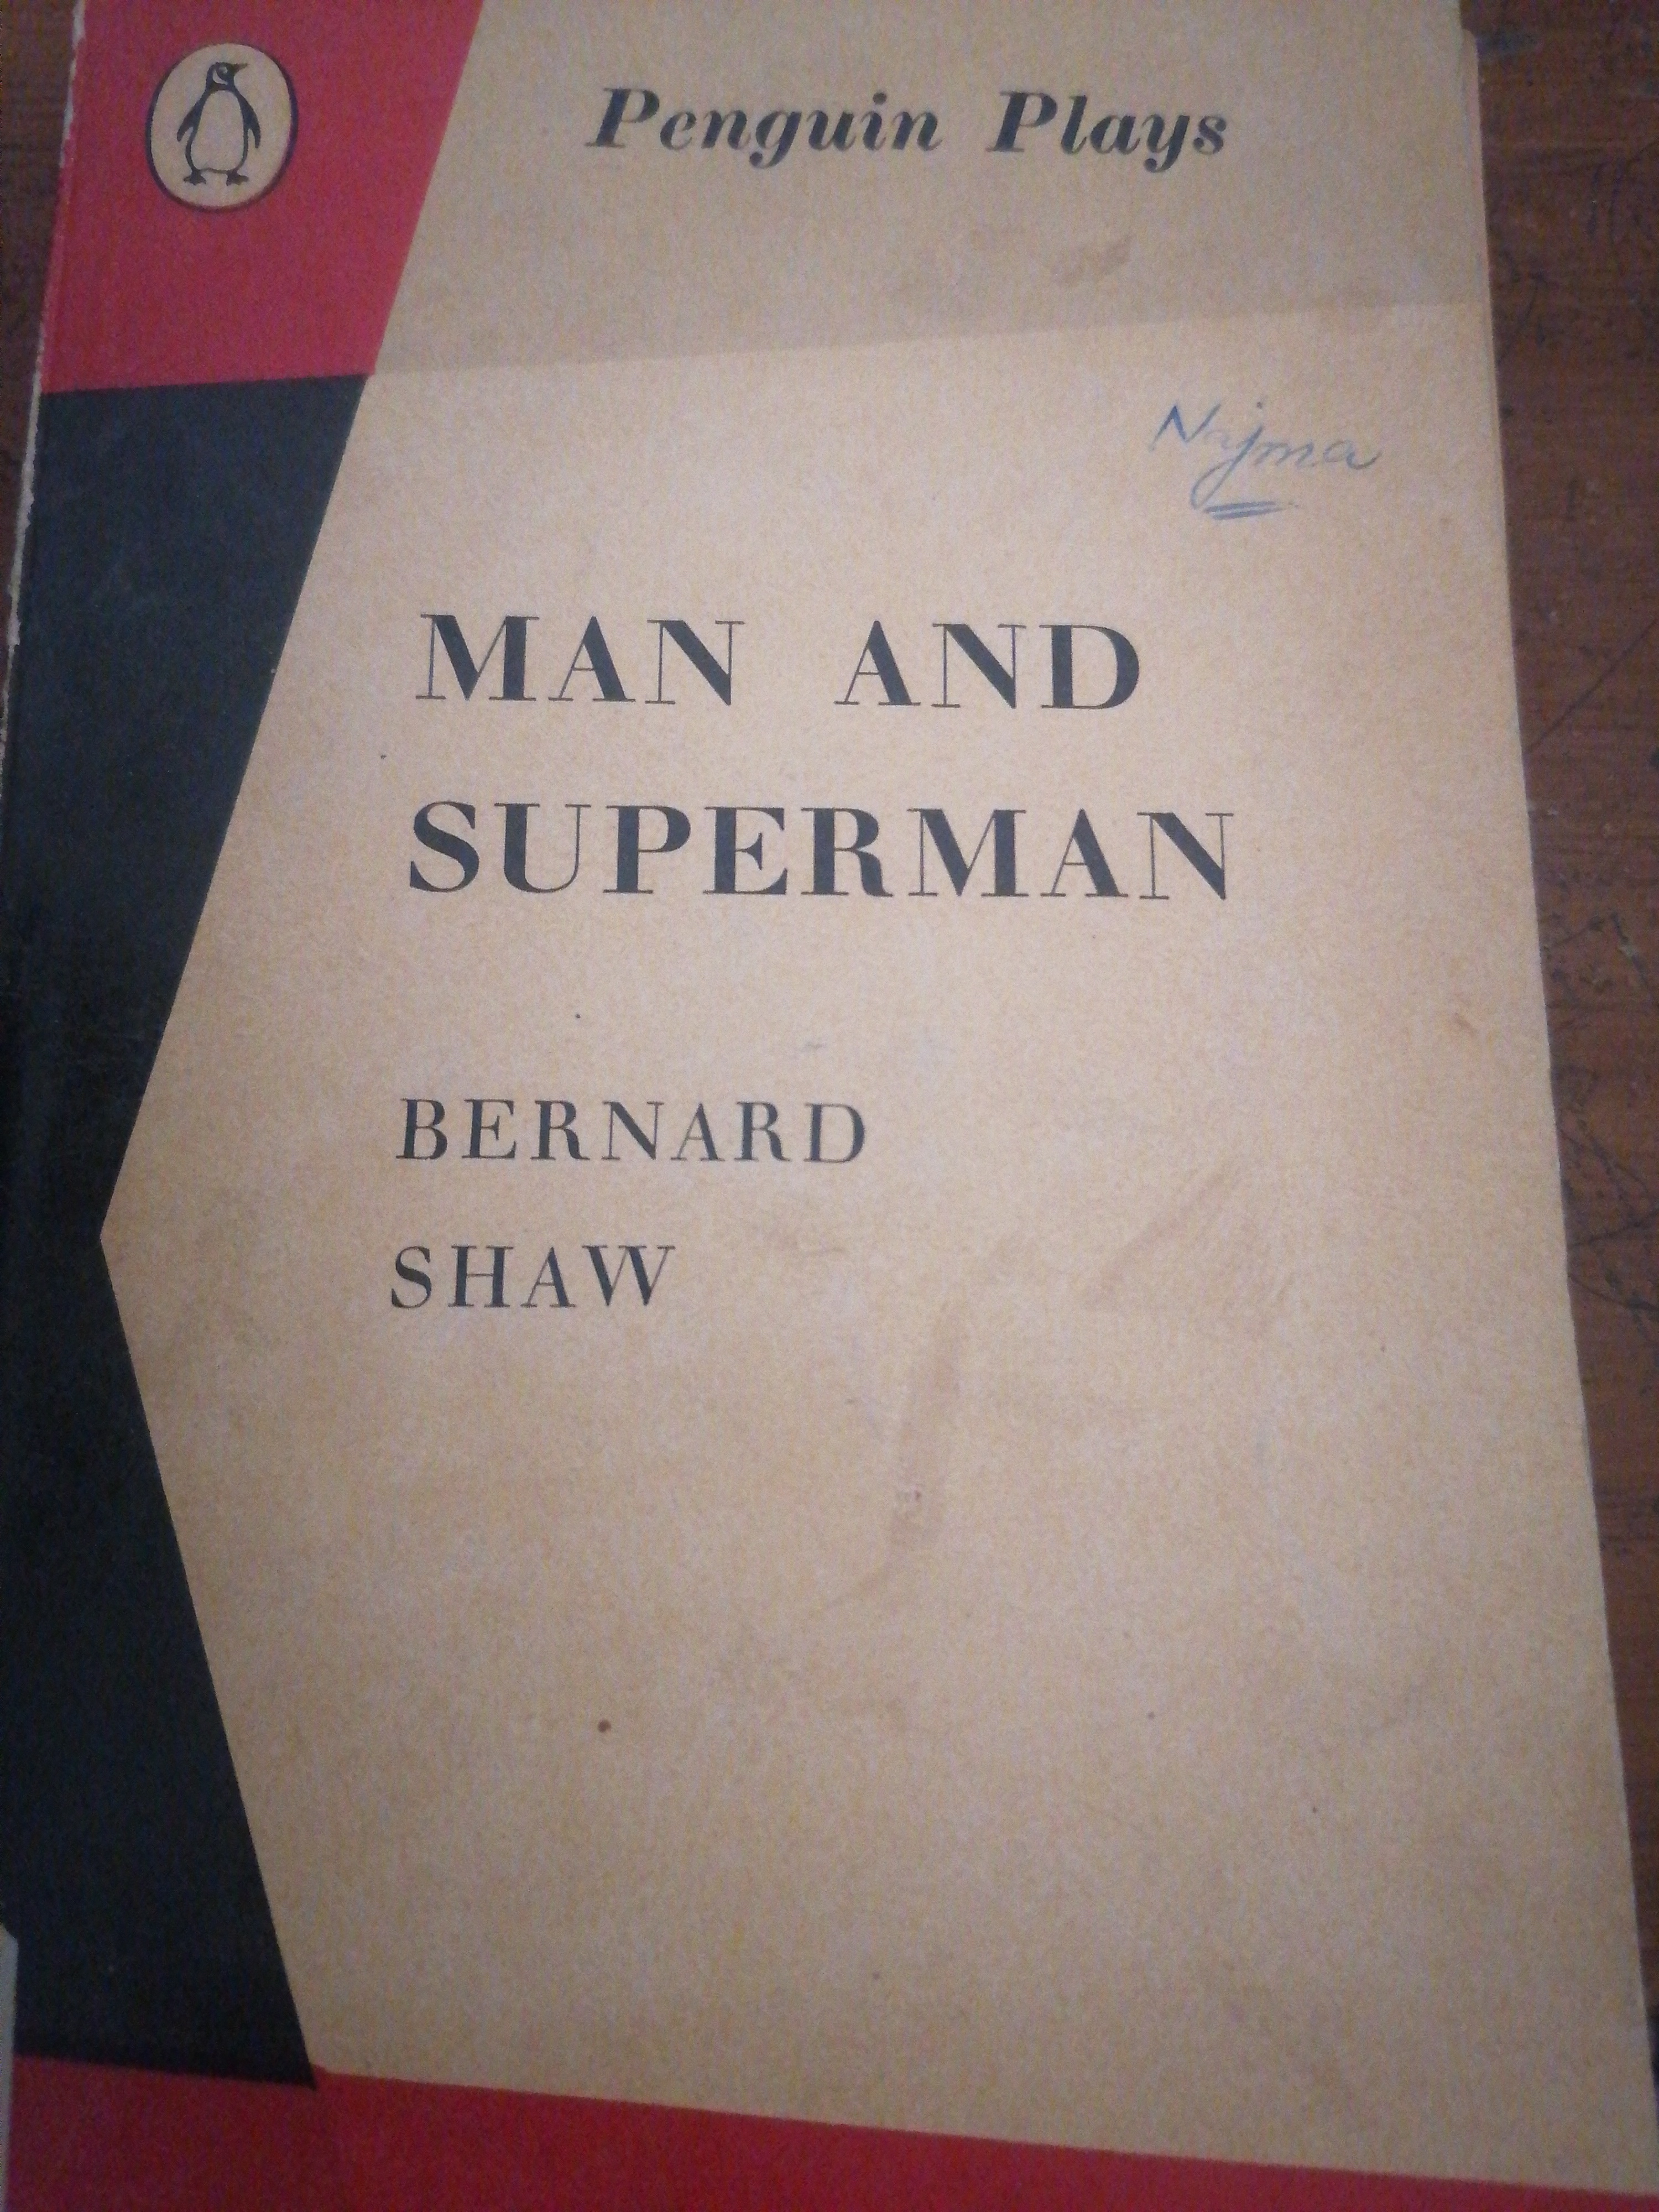 Penguin Plays
Najma
MAN AND
SUPERMAN
BERNARD
SHAW